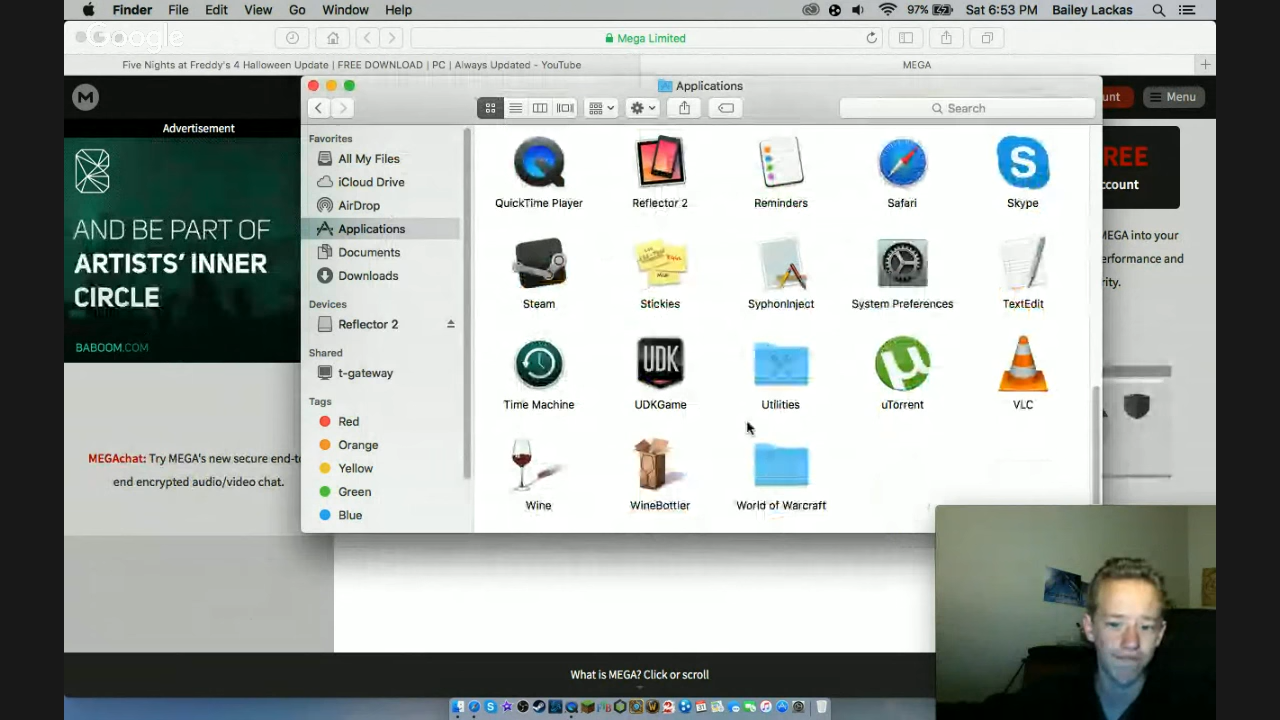 Finder File Edit View Go Window Help 97% Sat 6:53 PM Bailey Lackas
Google
Mega Limited
Five Nights at Freddy's 4 Halloween Update | FREE DOWNLOAD | PC | Always Updated - YouTube
MEGA
Applications
M
unt
Menu
Search
Advertisement
Favorites
All My Files
iCloud Drive
AirDrop
Applications
Documents
Downloads
Devices
Reflector 2
Shared
t-gateway
Tags
Red
Orange
Yellow
Green
Blue
QuickTime Player
Reflector 2
Reminders
Safari
Skype
Steam
Stickies
SyphonInject
System Preferences
TextEdit
UDK
Time Machine
UDKGame
Utilities
uTorrent
VLC
Wine
WineBottler
World of Warcraft
AND BE PART OF
ARTISTS' INNER
CIRCLE
BABOOM.COM
REE
ccount
MEGA into your
erformance and
rity.
MEGAchat: Try MEGA's new secure end-t
end encrypted audio/video chat.
What is MEGA? Click or scroll